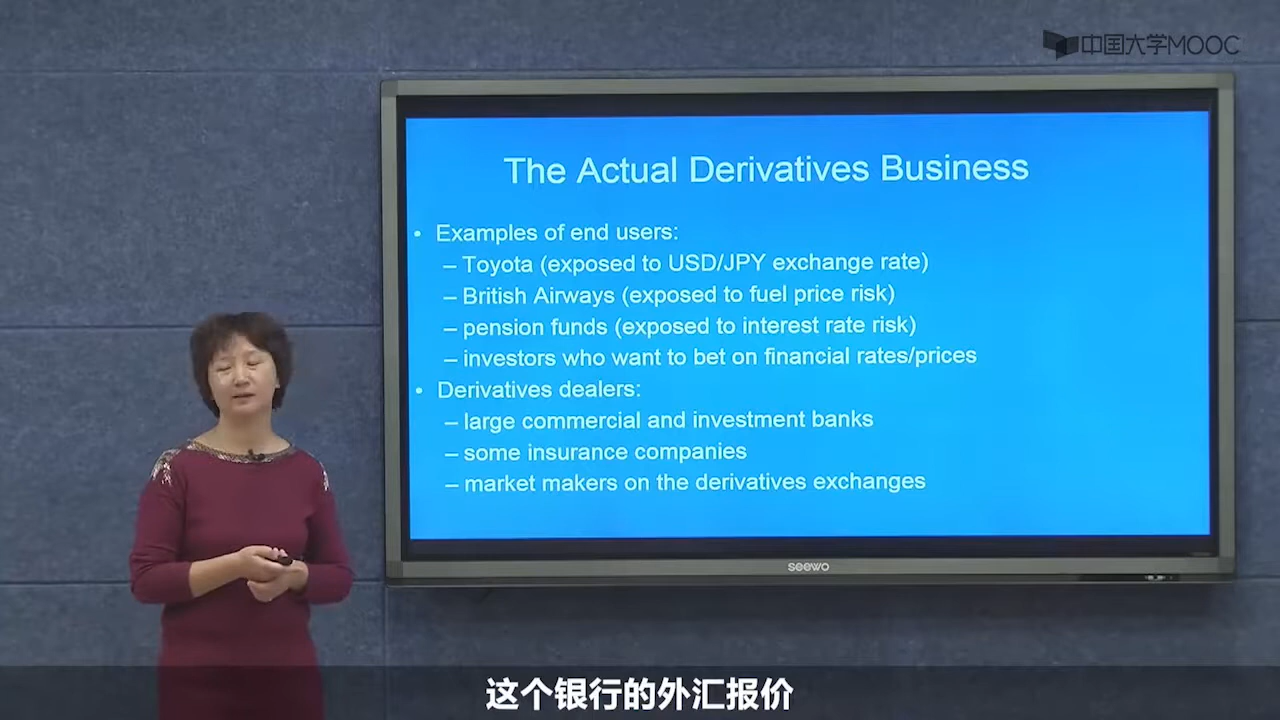 中国大学MOOC
The Actual Derivatives Business
• Examples of end users:
– Toyota (exposed to USD/JPY exchange rate)
– British Airways (exposed to fuel price risk)
– pension funds (exposed to interest rate risk)
– investors who want to bet on financial rates/prices
• Derivatives dealers:
– large commercial and investment banks
– some insurance companies
– market makers on the derivatives exchanges
seewo
这个银行的外汇报价